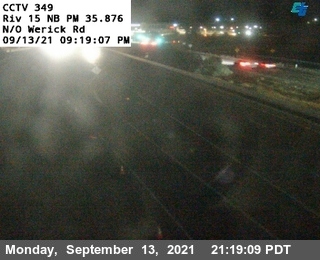 CCTV 349
Riv 15 NB PM 35.876
N/O Werick Rd
09/13/21 09:19:07 PM
Monday, September 13, 2021 21:19:09 PDT